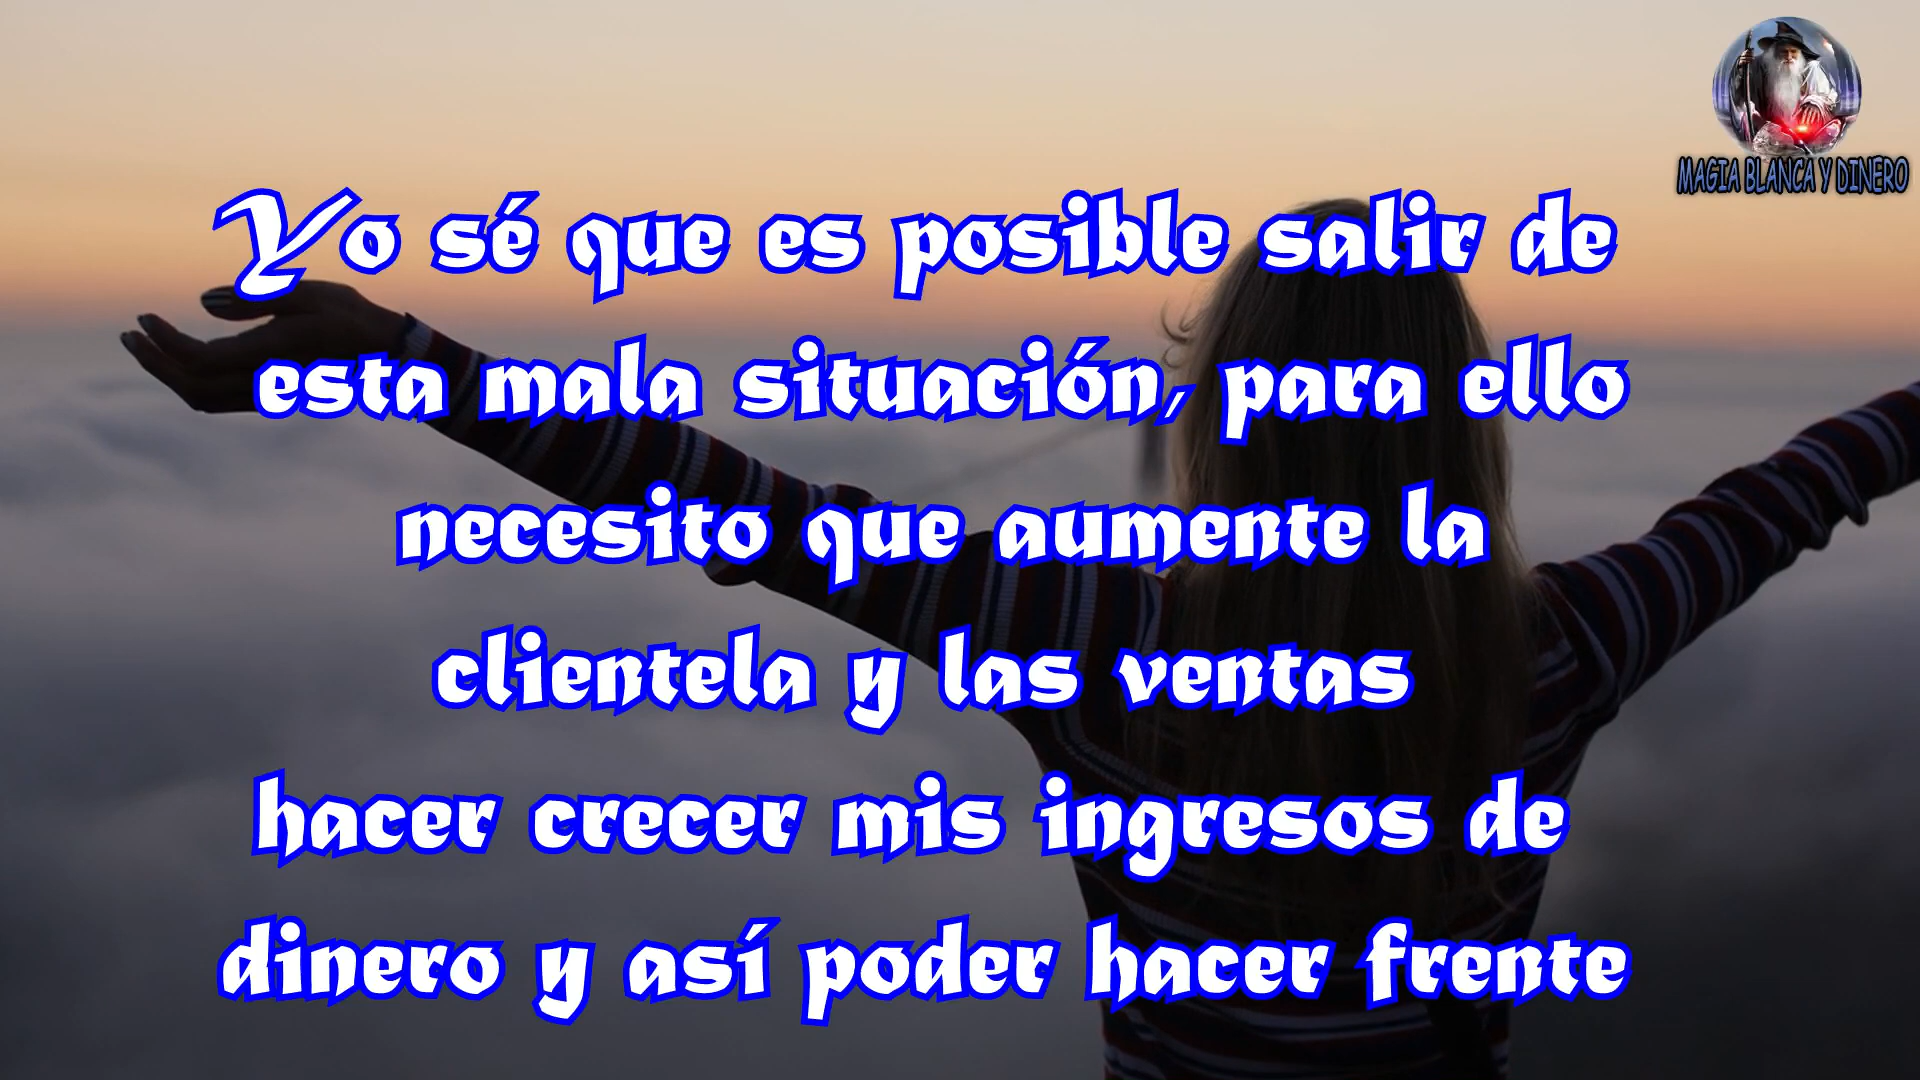 MAGIA BLANCA Y DINERO
Yo sé que es posible salir de
esta mala situación, para ello
necesito que aumente la
clientela y las ventas
hacer crecer mis ingresos de
dinero y así poder hacer frente